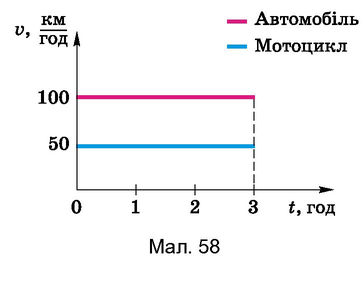 v, км/год
Автомобіль
Мотоцикл
100
50
0 1 2 3 t, год
Мал. 58